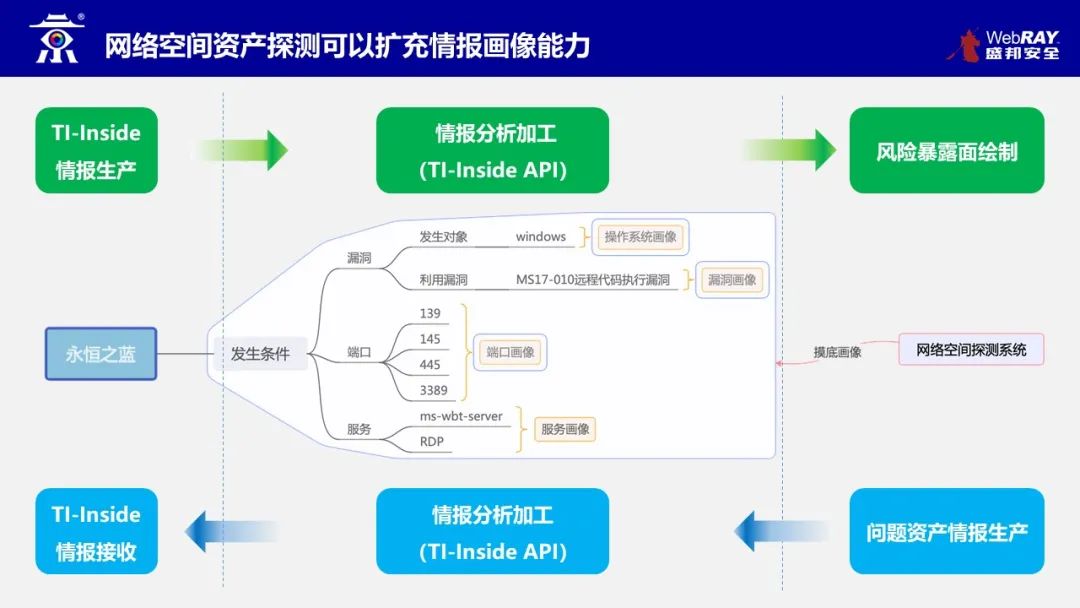 网络空间资产探测可以扩充情报画像能力
WebRAY
盛邦安全
TI-Inside
情报生产
情报分析加工
(TI-Inside API)
风险暴露面绘制
永恒之蓝
发生条件
漏洞
发生对象
windows
操作系统画像
利用漏洞
MS17-010远程代码执行漏洞
漏洞画像
端口
139
145
445
3389
端口画像
服务
ms-wbt-server
RDP
服务画像
摸底画像
网络空间探测系统
TI-Inside
情报接收
情报分析加工
(TI-Inside API)
问题资产情报生产